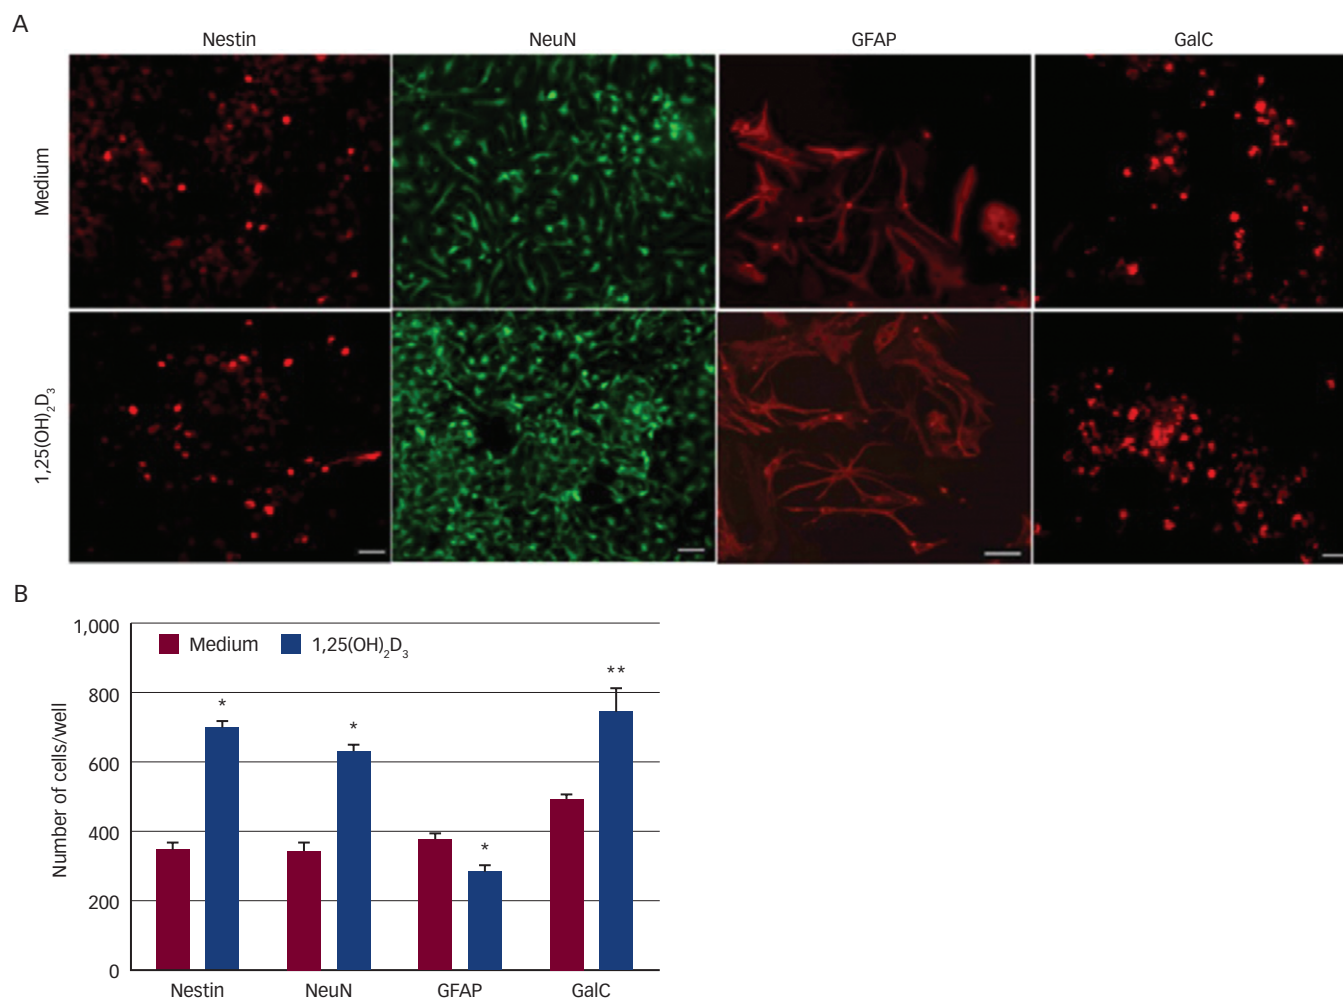 A
Nestin NeuN GFAP GalC
Medium
1,25(OH)₂D₃
B
1,000
800
600
400
200
0
Number of cells/well
Medium 1,25(OH)₂D₃
* * * **
Nestin NeuN GFAP GalC